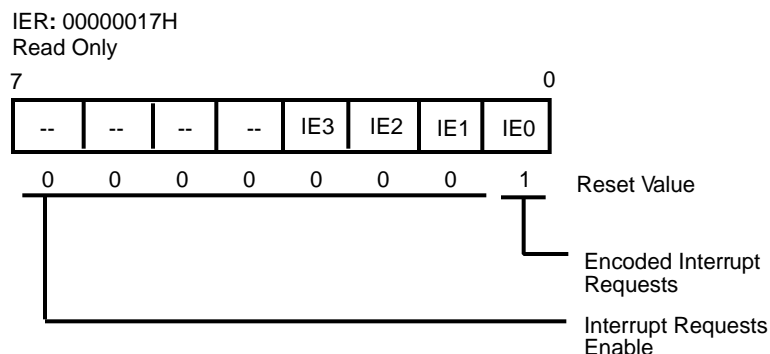 IER: 00000017H
Read Only
7 0
-- -- -- -- IE3 IE2 IE1 IE0
0 0 0 0 0 0 0 1 Reset Value
Encoded Interrupt
Requests
Interrupt Requests
Enable